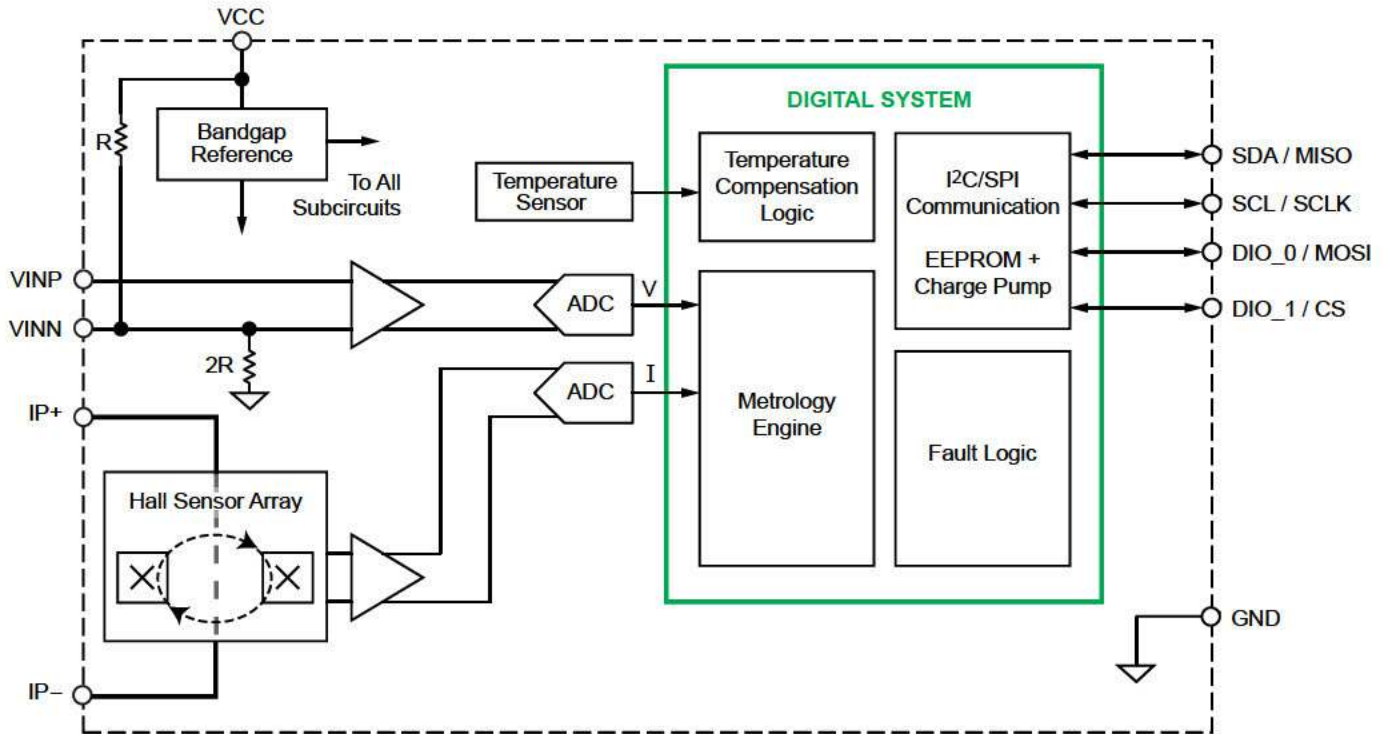 VCC
DIGITAL SYSTEM
R
Bandgap
Reference
To All
Subcircuits
Temperature
Sensor
Temperature
Compensation
Logic
I²C/SPI
Communication
EEPROM +
Charge Pump
SDA / MISO
SCL / SCLK
DIO_0 / MOSI
DIO_1 / CS
VINP
VINN
2R
ADC
V
ADC
I
Metrology
Engine
Fault Logic
IP+
Hall Sensor Array
IP–
GND